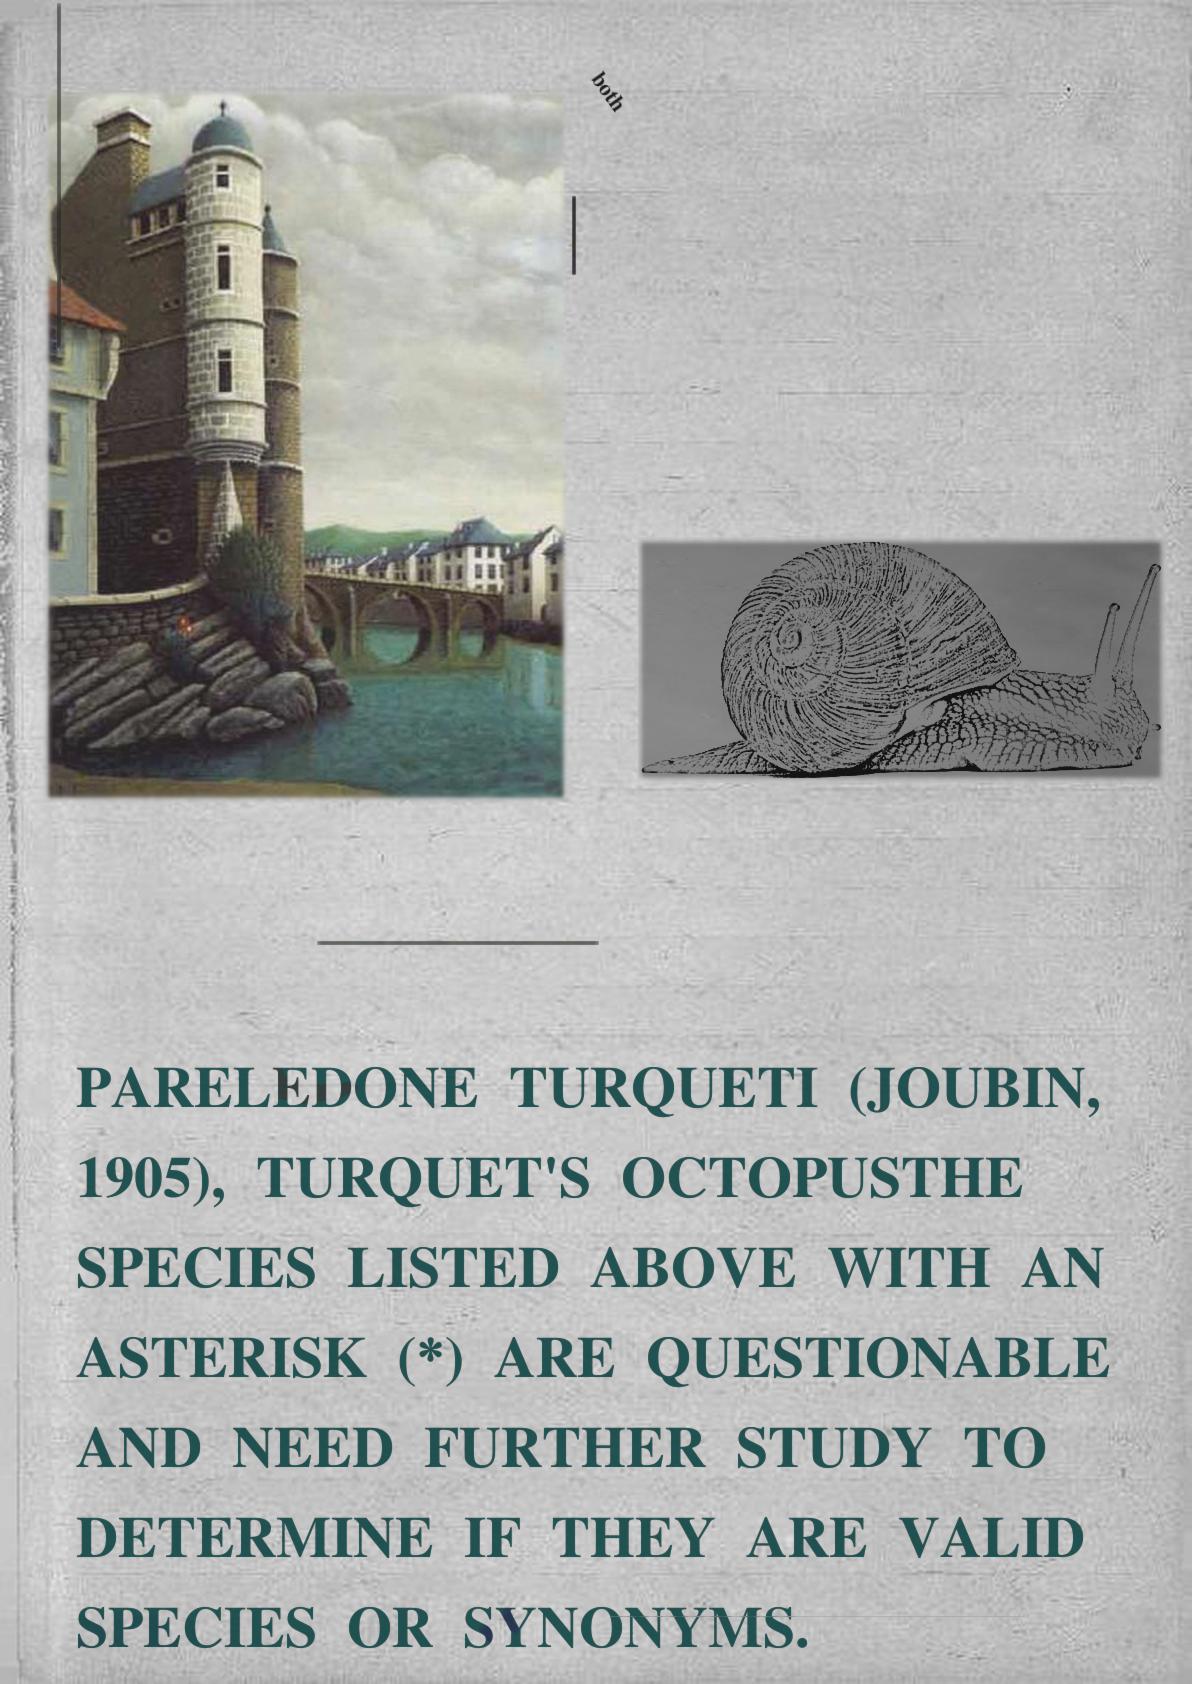 both
PARELEDONE TURQUETI (JOUBIN,
1905), TURQUET'S OCTOPUSTHE
SPECIES LISTED ABOVE WITH AN
ASTERISK (*) ARE QUESTIONABLE
AND NEED FURTHER STUDY TO
DETERMINE IF THEY ARE VALID
SPECIES OR SYNONYMS.